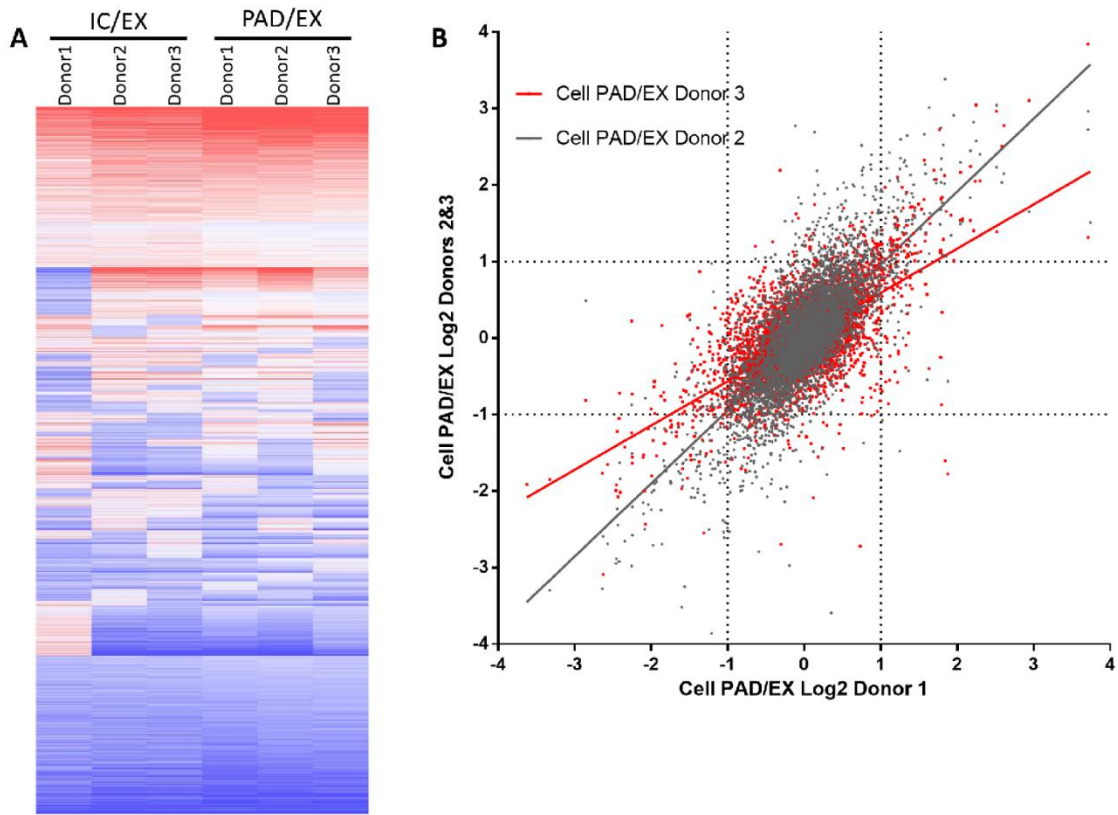 A
IC/EX
PAD/EX
Donor1
Donor2
Donor3
Donor1
Donor2
Donor3
B
Cell PAD/EX Log2 Donors 2&3
4
3
2
1
0
-1
-2
-3
-4
Cell PAD/EX Donor 3
Cell PAD/EX Donor 2
-4
-3
-2
-1
0
1
2
3
4
Cell PAD/EX Log2 Donor 1